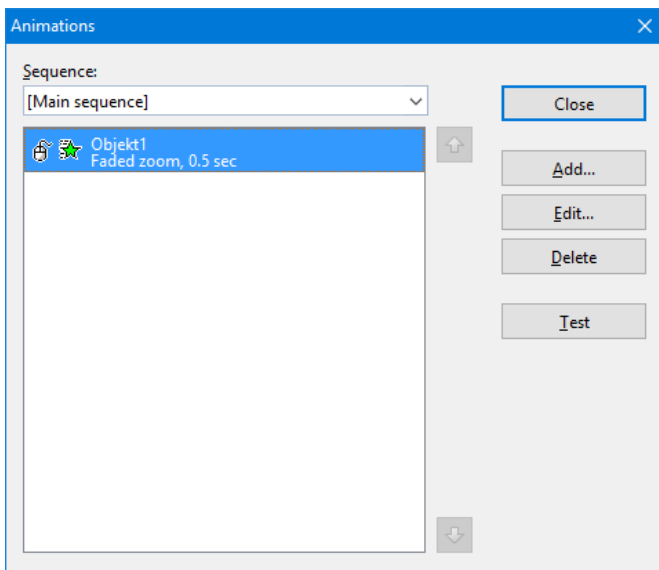 Animations
Sequence:
[Main sequence]
Close
Objekt1
Faded zoom, 0.5 sec
Add...
Edit...
Delete
Test